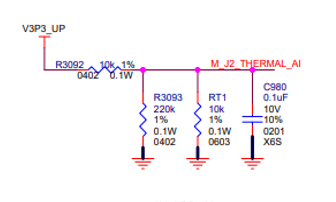 V3P3_UP
R3092 10k 1%
0402 0.1W
M_J2_THERMAL_AI
R3093
220k
1%
0.1W
0402
RT1
10k
1%
0.1W
0603
C980
0.1uF
10V
10%
0201
X6S